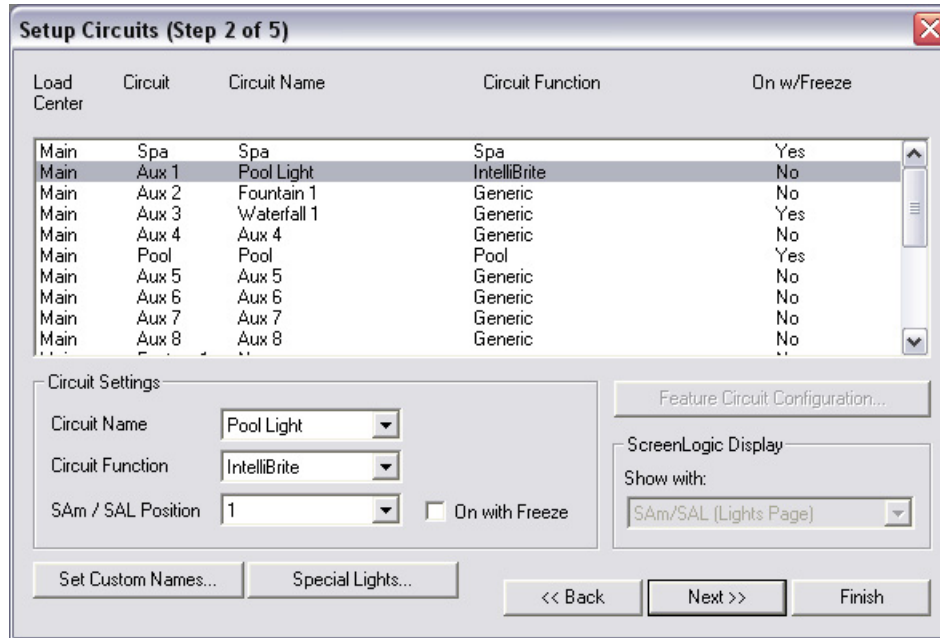 Setup Circuits (Step 2 of 5)
Load Center Circuit Circuit Name Circuit Function On w/Freeze
Main Spa Spa Spa Yes
Main Aux 1 Pool Light IntelliBrite No
Main Aux 2 Fountain 1 Generic No
Main Aux 3 Waterfall 1 Generic Yes
Main Aux 4 Aux 4 Generic No
Main Pool Pool Pool Yes
Main Aux 5 Aux 5 Generic No
Main Aux 6 Aux 6 Generic No
Main Aux 7 Aux 7 Generic No
Main Aux 8 Aux 8 Generic No
Circuit Settings
Circuit Name Pool Light
Circuit Function IntelliBrite
SAm / SAL Position 1 On with Freeze
Feature Circuit Configuration...
ScreenLogic Display
Show with:
SAm/SAL (Lights Page)
Set Custom Names... Special Lights...
<< Back Next >> Finish